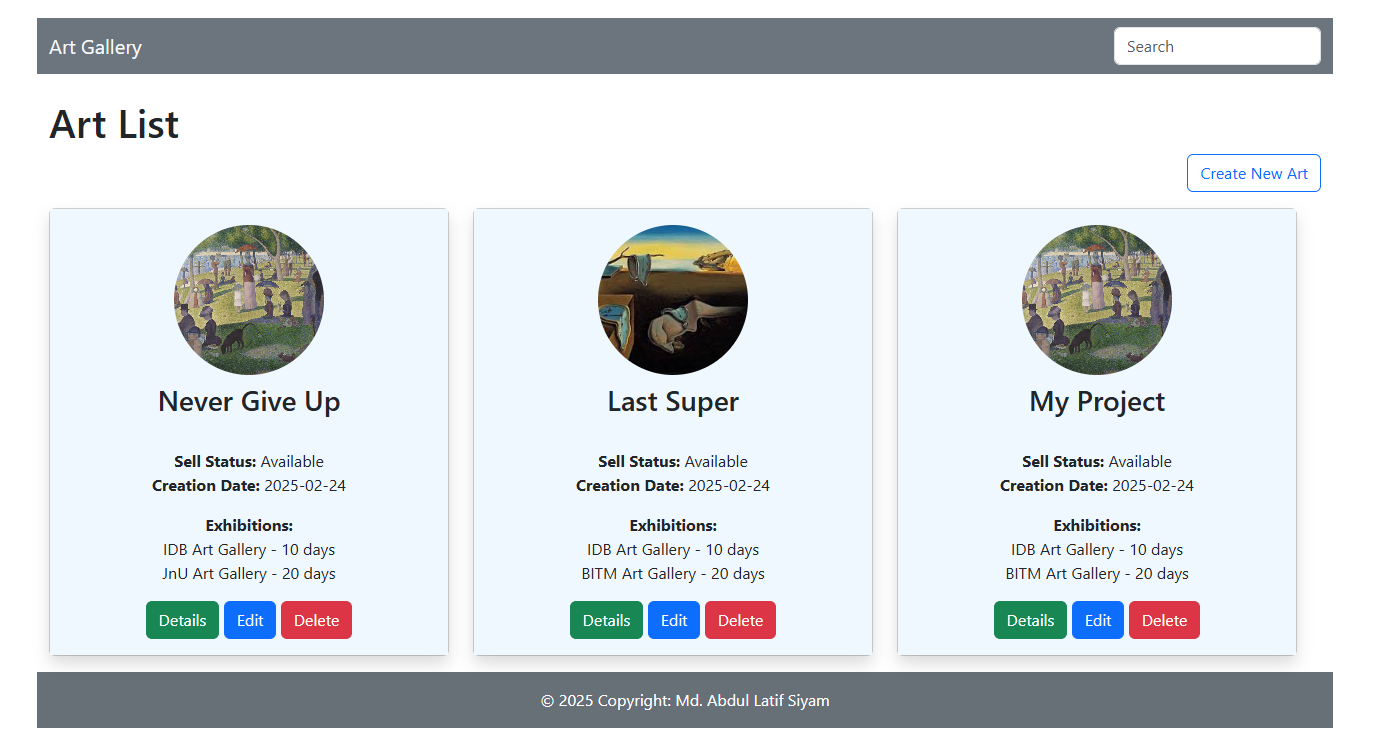 Art Gallery
Search
Art List
Create New Art
Never Give Up
Sell Status: Available
Creation Date: 2025-02-24
Exhibitions:
IDB Art Gallery - 10 days
JnU Art Gallery - 20 days
Details Edit Delete
Last Super
Sell Status: Available
Creation Date: 2025-02-24
Exhibitions:
IDB Art Gallery - 10 days
BITM Art Gallery - 20 days
Details Edit Delete
My Project
Sell Status: Available
Creation Date: 2025-02-24
Exhibitions:
IDB Art Gallery - 10 days
BITM Art Gallery - 20 days
Details Edit Delete
© 2025 Copyright: Md. Abdul Latif Siyam